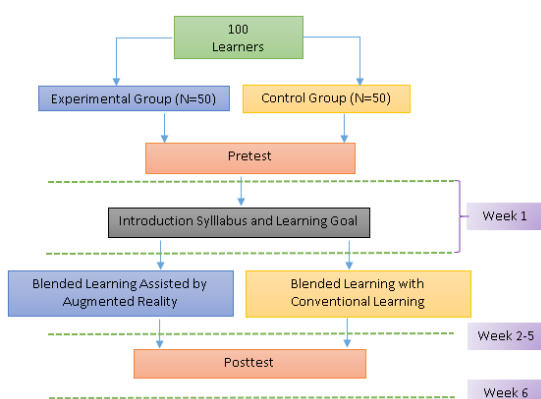 100
Learners
Experimental Group (N=50)
Control Group (N=50)
Pretest
Introduction Sylllabus and Learning Goal
Week 1
Blended Learning Assisted by
Augmented Reality
Blended Learning with
Conventional Learning
Week 2-5
Posttest
Week 6